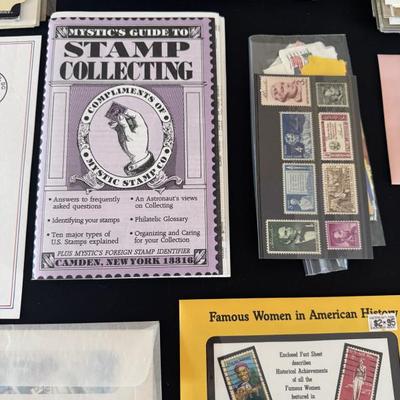 MYSTIC'S GUIDE TO
STAMP
COLLECTING
COMPLIMENTS OF
MYSTIC STAMP CO.
• Answers to frequently
asked questions
• Identifying your stamps
• Ten major types of
U.S. Stamps explained
• An Astronaut's views
on Collecting
• Philatelic Glossary
• Organizing and Caring
for your Collection
PLUS MYSTIC'S FOREIGN STAMP IDENTIFIER
CAMDEN, NEW YORK 13316
Famous Women in American History
$2.95
Enclosed Fact Sheet
describes
Historical Achievements
of all the
Famous Women
featured in